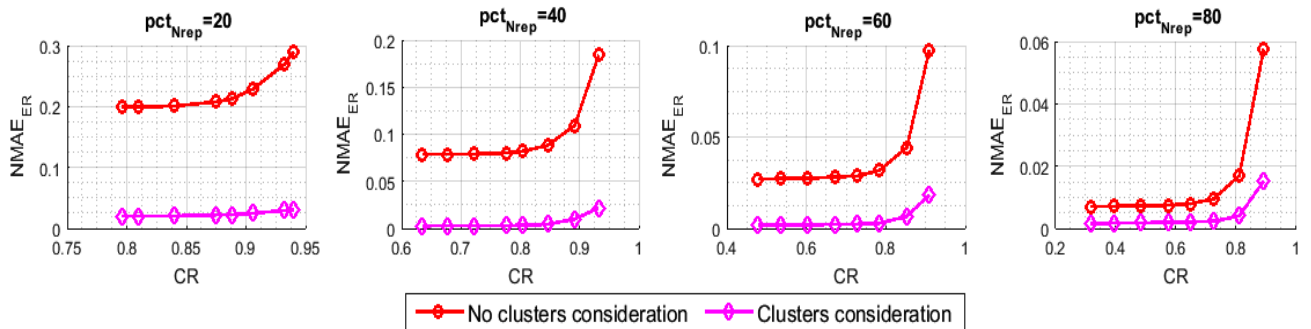 pct_Nrep=20
NMAE_ER
0.3
0.2
0.1
0
0.75 0.8 0.85 0.9 0.95
CR
pct_Nrep=40
NMAE_ER
0.2
0.15
0.1
0.05
0
0.6 0.7 0.8 0.9 1
CR
pct_Nrep=60
NMAE_ER
0.1
0.05
0
0.4 0.6 0.8 1
CR
pct_Nrep=80
NMAE_ER
0.06
0.04
0.02
0
0.2 0.4 0.6 0.8 1
CR
No clusters consideration Clusters consideration